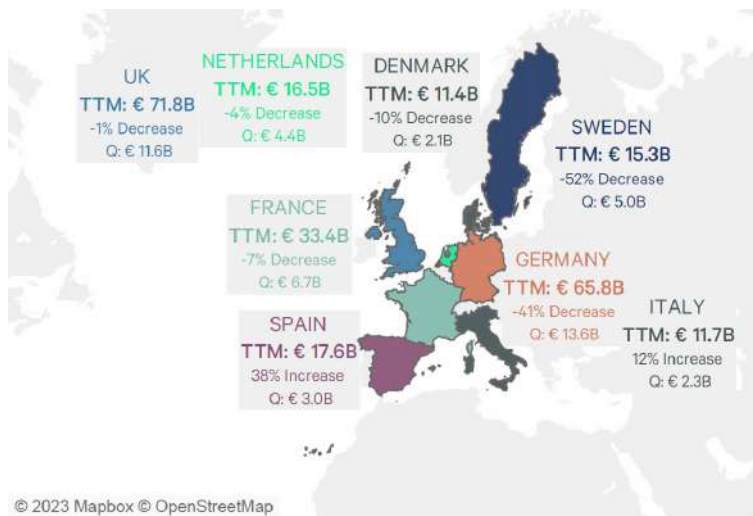 UK
TTM: € 71.8B
-1% Decrease
Q: € 11.6B
NETHERLANDS
TTM: € 16.5B
-4% Decrease
Q: € 4.4B
DENMARK
TTM: € 11.4B
-10% Decrease
Q: € 2.1B
SWEDEN
TTM: € 15.3B
-52% Decrease
Q: € 5.0B
FRANCE
TTM: € 33.4B
-7% Decrease
Q: € 6.7B
GERMANY
TTM: € 65.8B
-41% Decrease
Q: € 13.6B
SPAIN
TTM: € 17.6B
38% Increase
Q: € 3.0B
ITALY
TTM: € 11.7B
12% Increase
Q: € 2.3B
© 2023 Mapbox © OpenStreetMap